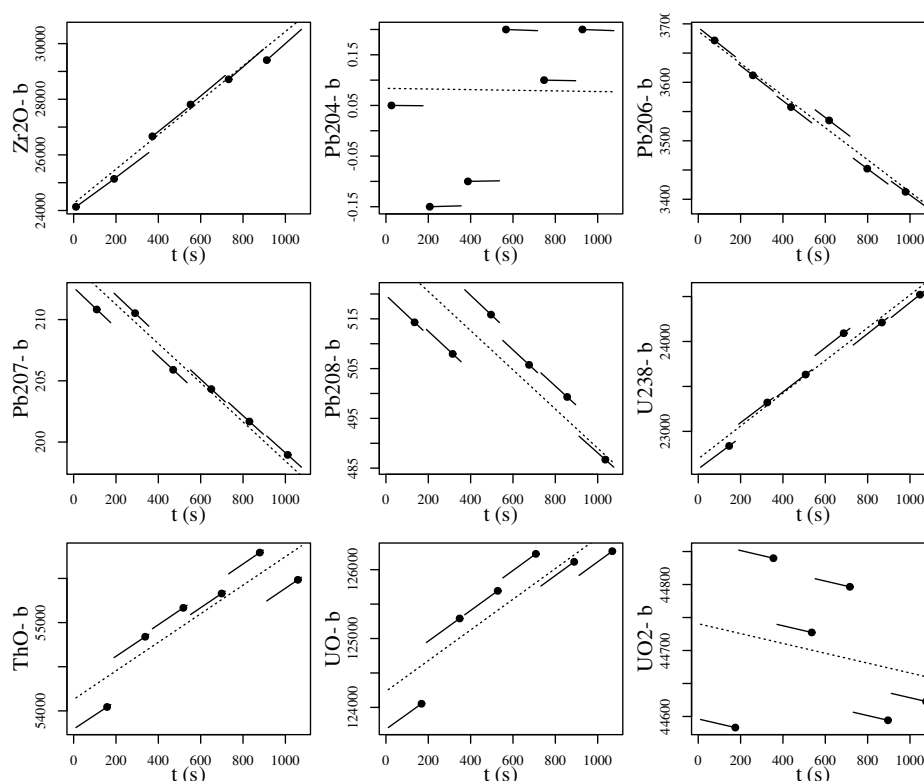 Zr2O- b
24000 26000 28000 30000
0 200 400 600 800 1000
t (s)
Pb204- b
-0.15 -0.05 0.05 0.15
0 200 400 600 800 1000
t (s)
Pb206- b
3400 3500 3600 3700
0 200 400 600 800 1000
t (s)
Pb207- b
200 205 210
0 200 400 600 800 1000
t (s)
Pb208- b
485 495 505 515
0 200 400 600 800 1000
t (s)
U238- b
23000 24000
0 200 400 600 800 1000
t (s)
ThO- b
54000 55000
0 200 400 600 800 1000
t (s)
UO- b
124000 125000 126000
0 200 400 600 800 1000
t (s)
UO2- b
44600 44700 44800
0 200 400 600 800 1000
t (s)